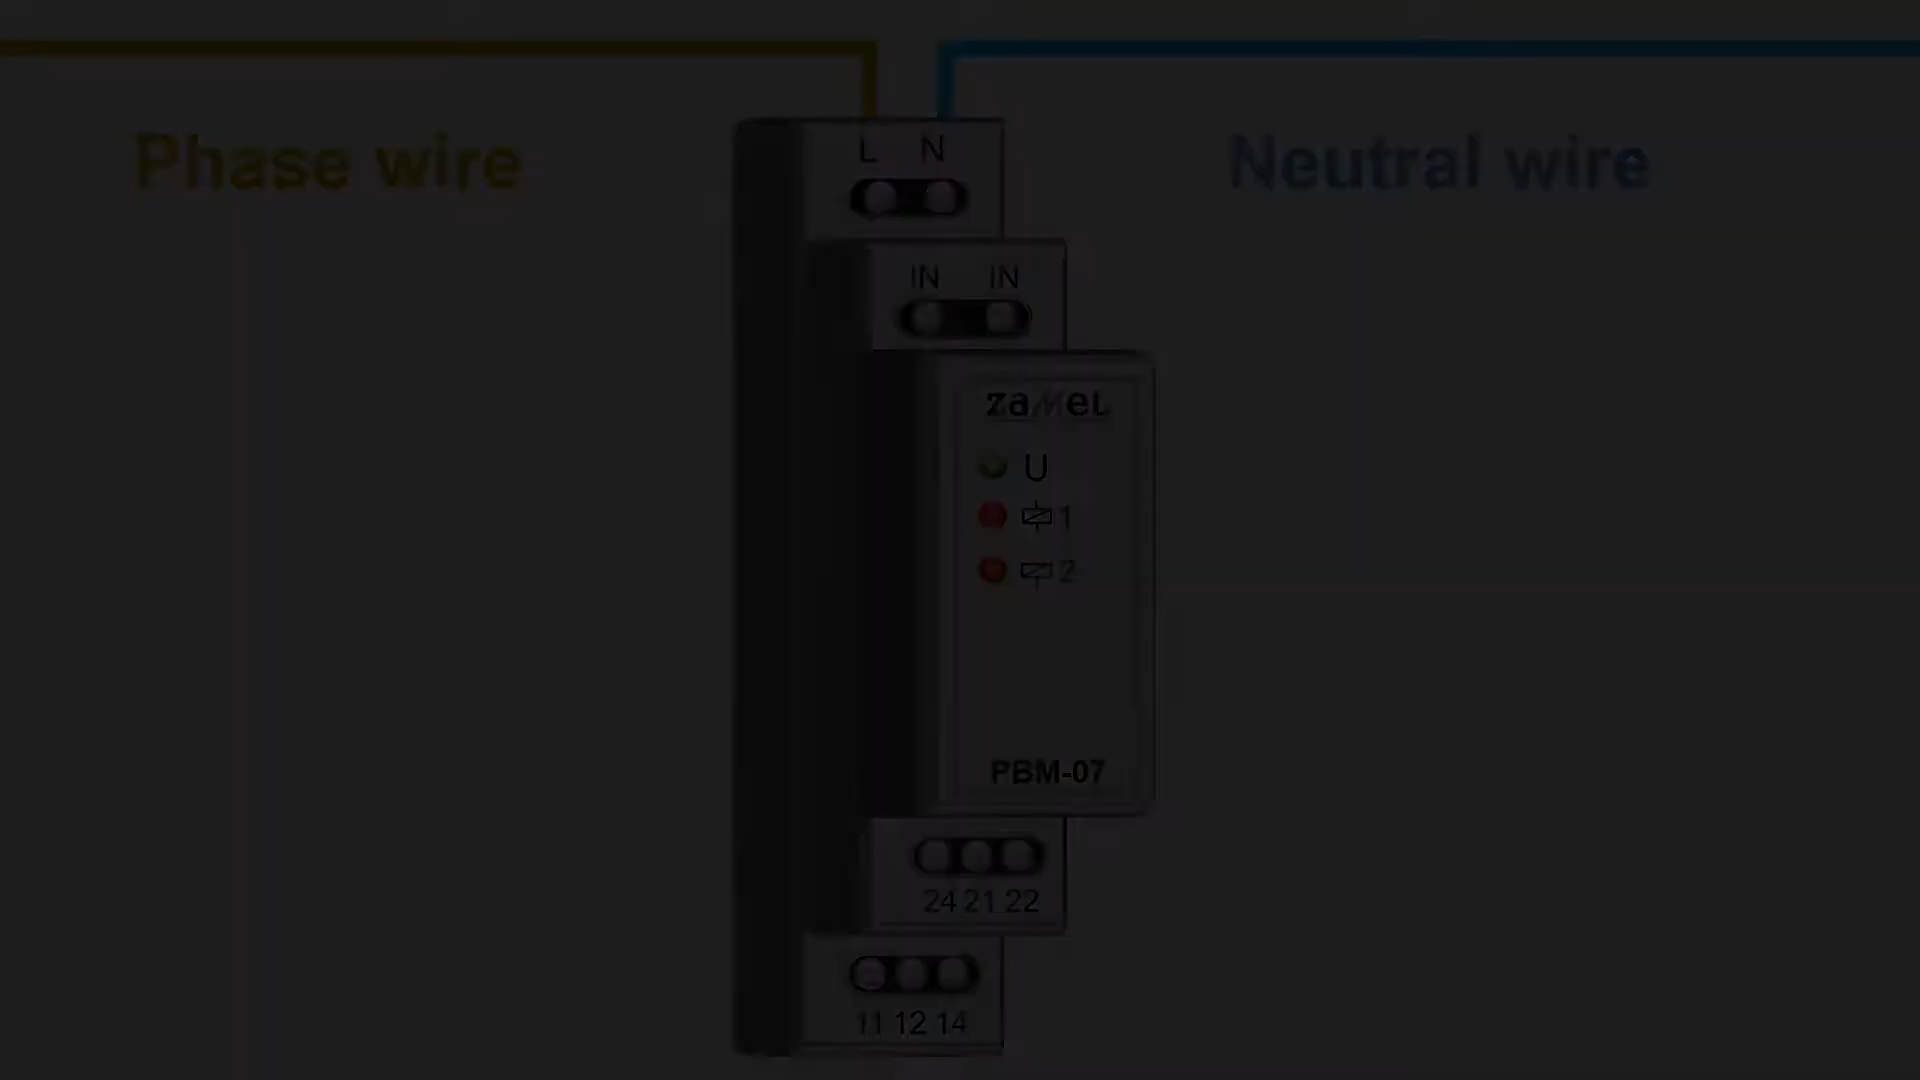 Phase wire
Neutral wire
L N
IN IN
zamel
U
1
2
PBM-07
24 21 22
11 12 14